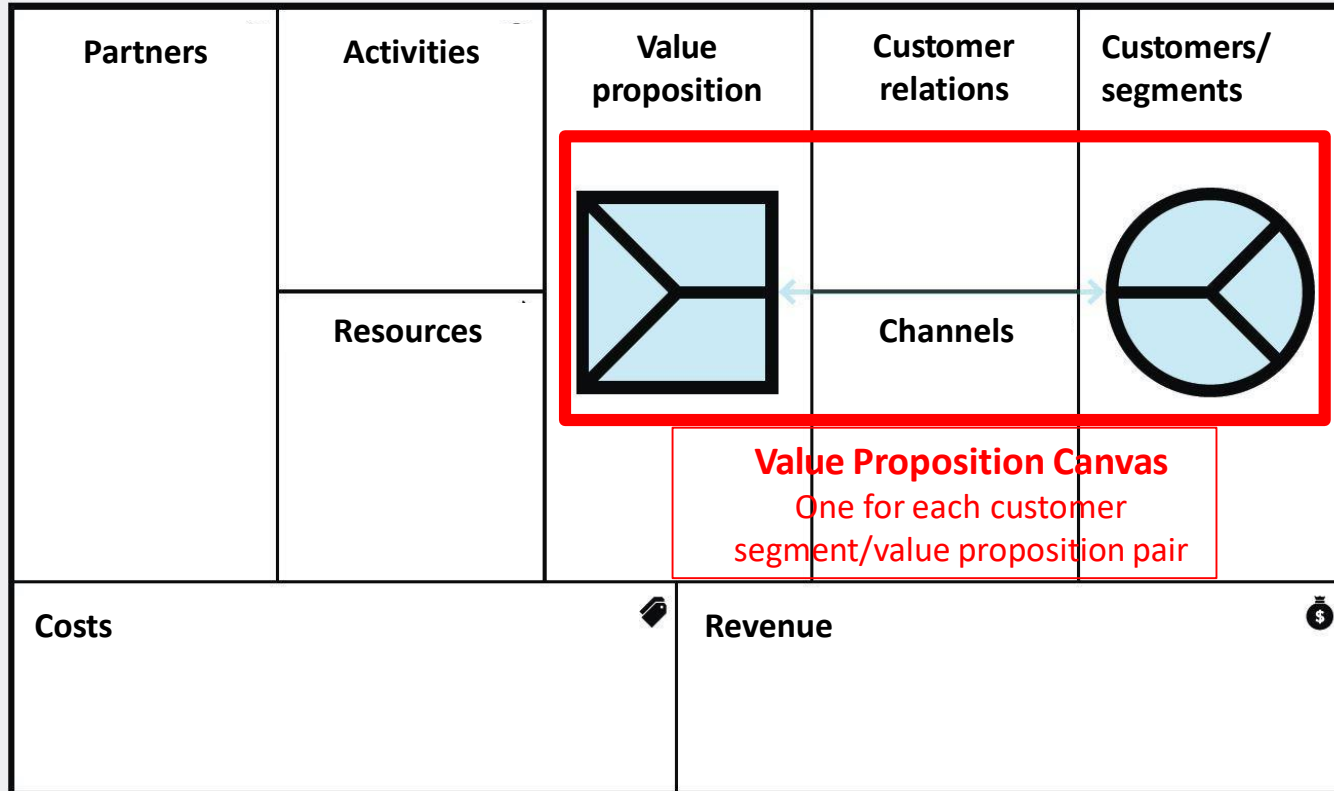 Partners
Activities
Value
proposition
Customer
relations
Customers/
segments
Resources
Channels
Value Proposition Canvas
One for each customer
segment/value proposition pair
Costs
Revenue
$